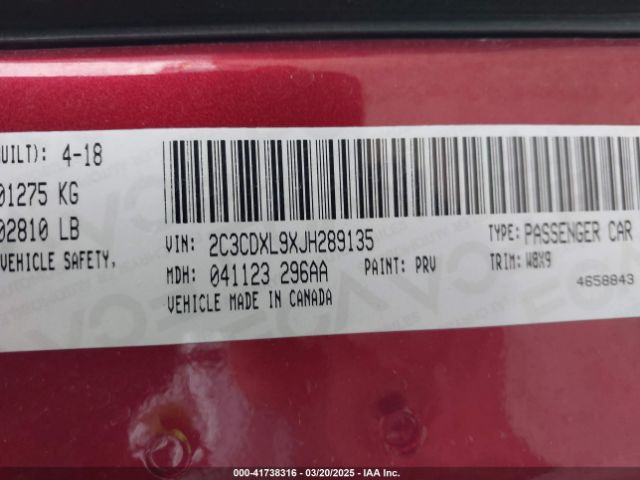 UILT): 4-18
01275 KG
02810 LB
VEHICLE SAFETY,
VIN: 2C3CDXL9XJH289135
TYPE: PASSENGER CAR
MDH: 041123 296AA
PAINT: PRV
TRIM: W8X9
VEHICLE MADE IN CANADA
4658843
000-41738316 - 03/20/2025 - IAA Inc.